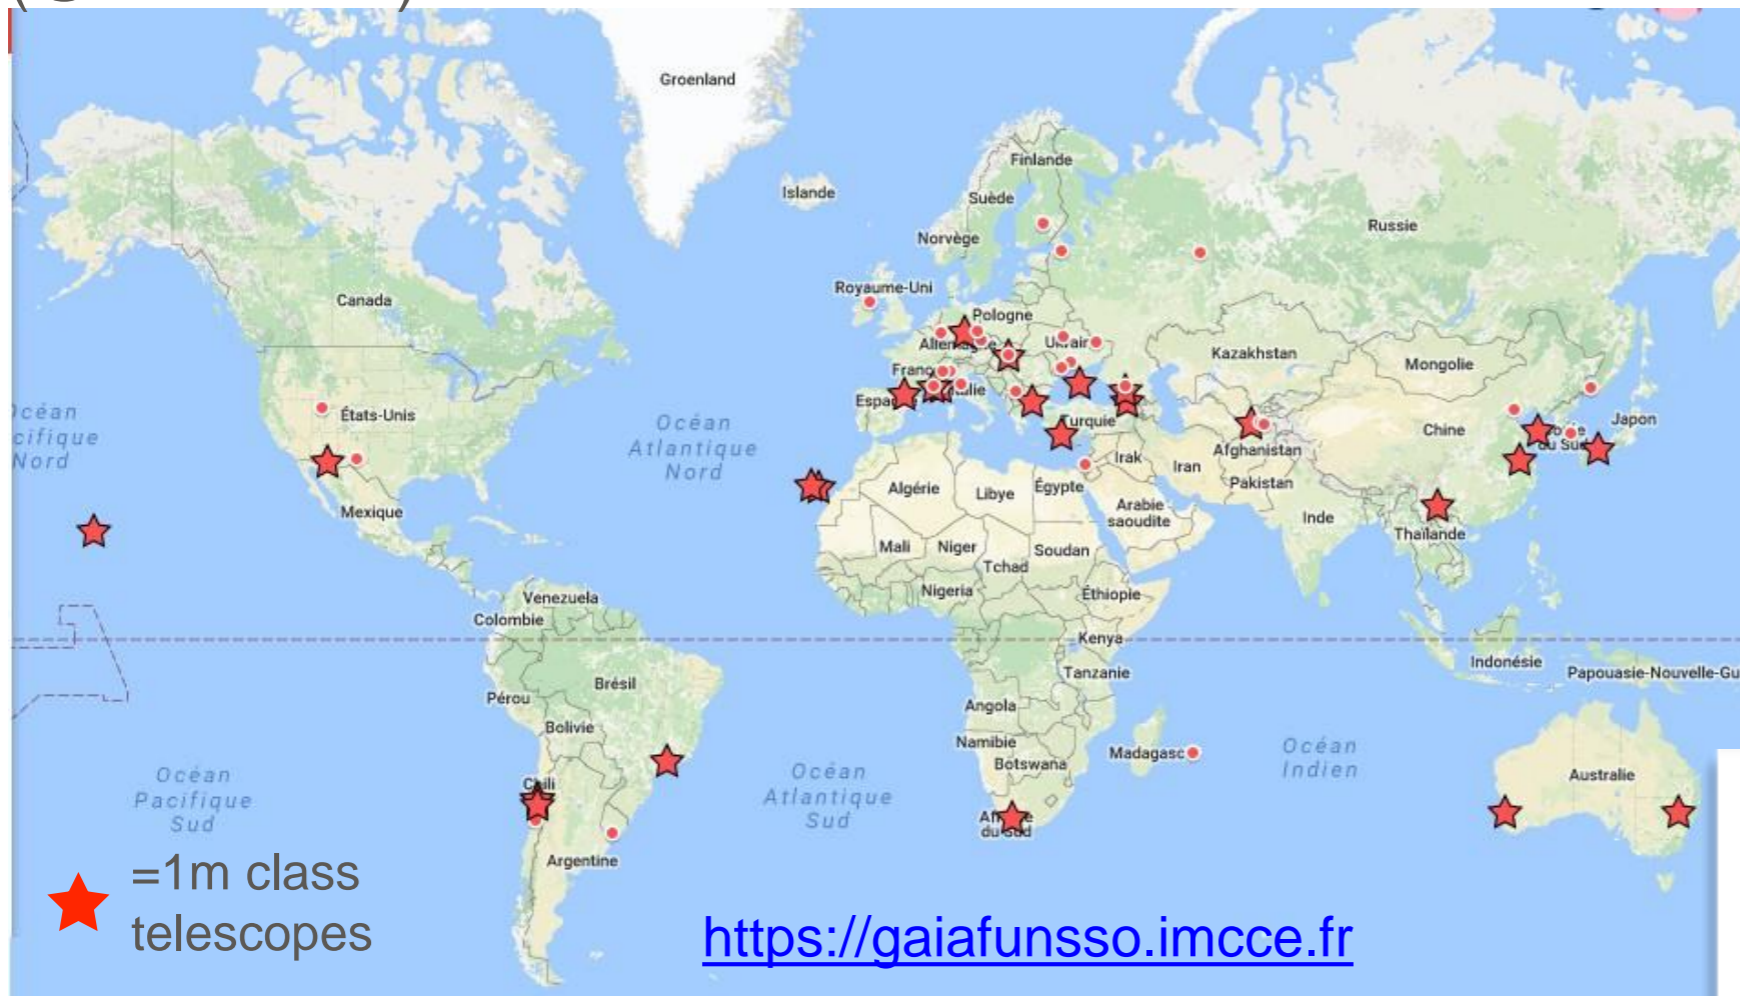 Groenland
Islande
Finlande
Suède
Norvège
Russie
Royaume-Uni
Canada
Pologne
Kazakhstan
Mongolie
États-Unis
Océan
Atlantique
Nord
Japon
Chine
Afghanistan
Irak
Iran
Pakistan
Algérie
Libye
Égypte
Arabie
saoudite
Inde
Mexique
Thaïlande
Mali
Niger
Soudan
Tchad
Nigeria
Éthiopie
Venezuela
Colombie
Kenya
Indonésie
Papouasie-Nouvelle-Gu
Tanzanie
Brésil
Pérou
Angola
Bolivie
Namibie
Madagasc
Botswana
Océan
Indien
Australie
Océan
Pacifique
Sud
Océan
Atlantique
Sud
Chili
Argentine
=1m class
telescopes
https://gaiafunsso.imcce.fr